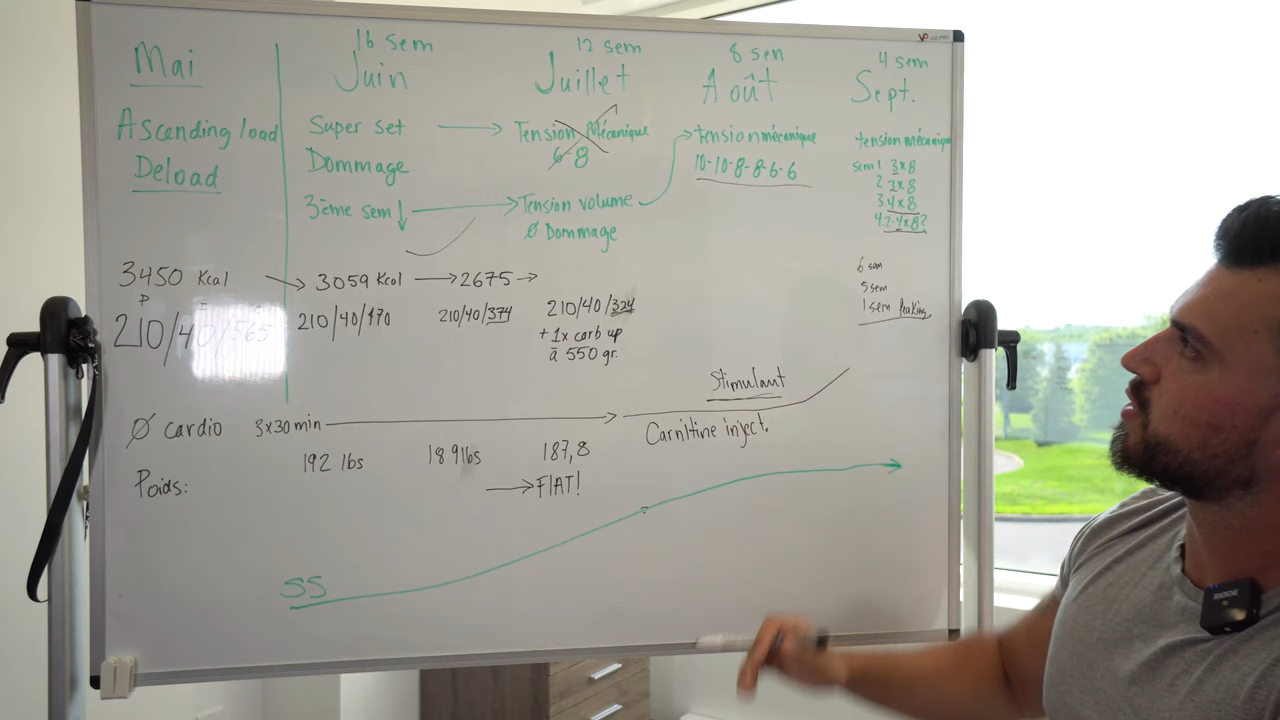 Mai
Ascending load
Deload
16 sem
Juin
Super set
Dommage
3ème sem ↓
12 sem
Juillet
Tension Mécanique
6-8
Tension volume
Ø Dommage
8 sem
Août
tension mécanique
10-10-8-8-6-6
4 sem
Sept.
tension mécanique
sem 1 3x8
2 3x8
3 4x8
4 2-4x8?
6 sem
5 sem
1 sem Peaking
3450 Kcal → 3059 Kcal → 2675 →
P
210/40/565
210/40/470
210/40/374
210/40/324
+ 1x carb up
à 550 gr.
Ø cardio 3x30 min
Stimulant
Carnitine inject.
Poids:
192 lbs
189 lbs
187,8
→ FIAT!
SS